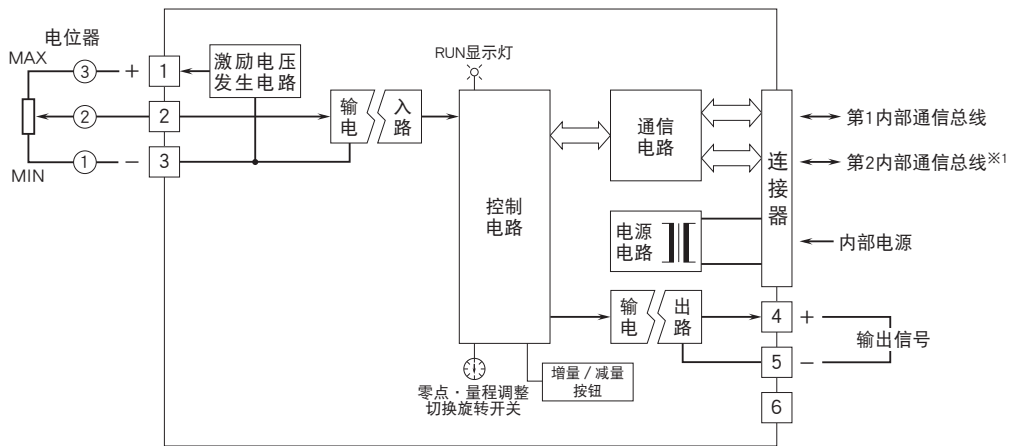 电位器
MAX
③
+
1
②
2
①
−
3
MIN
激励电压
发生电路
输 入
电 路
RUN显示灯
控制
电路
通信
电路
电源
电路
连接器
第1内部通信总线
第2内部通信总线※1
内部电源
输 出
电 路
4
+
5
−
6
输出信号
零点・量程调整
切换旋转开关
增量 / 减量
按钮